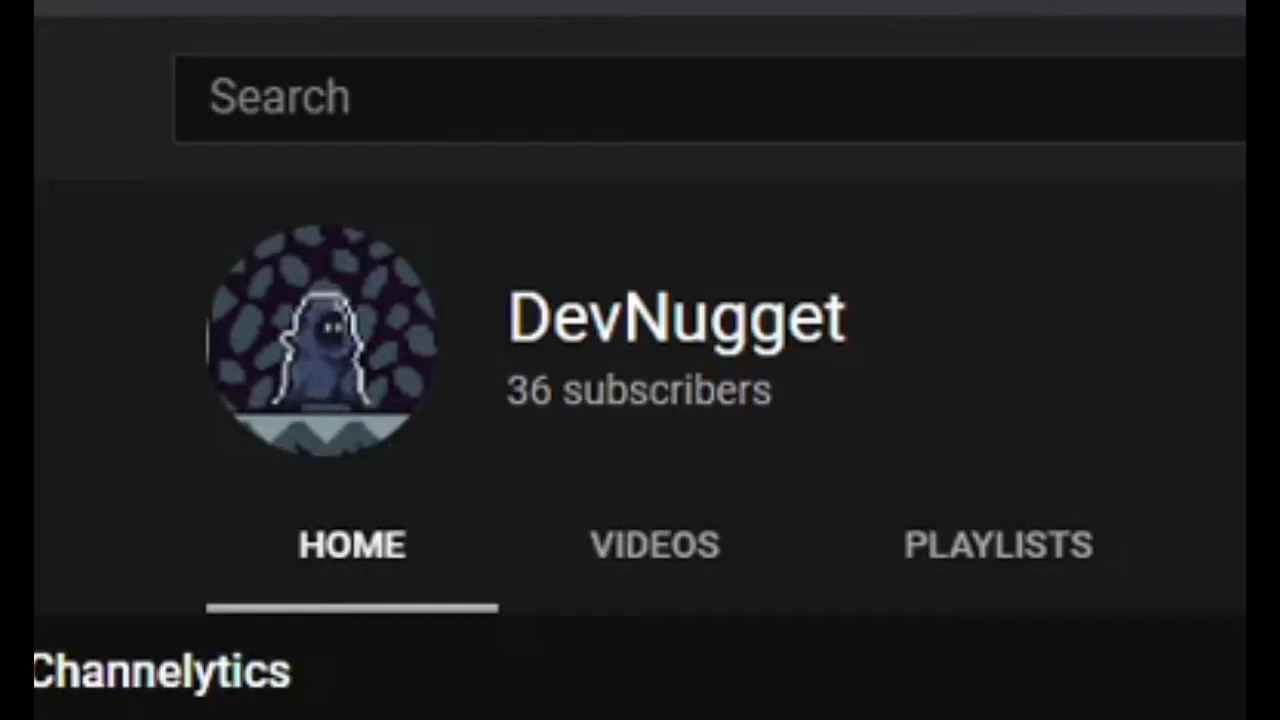 Search
DevNugget
36 subscribers
HOME VIDEOS PLAYLISTS
Channelytics